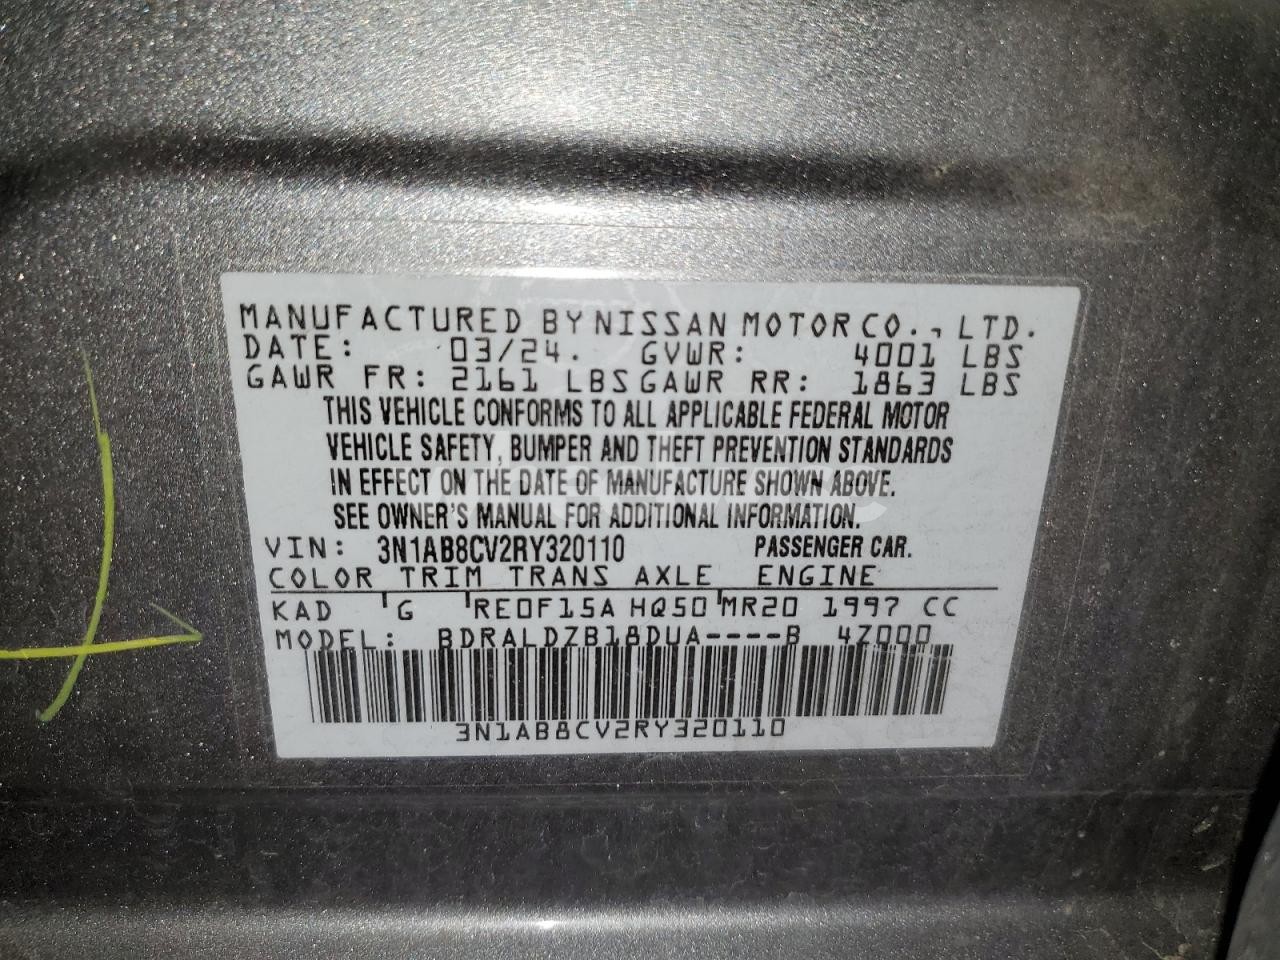 MANUFACTURED BY NISSAN MOTOR CO., LTD.
DATE: 03/24. GVWR: 4001 LBS
GAWR FR: 2161 LBS GAWR RR: 1863 LBS
THIS VEHICLE CONFORMS TO ALL APPLICABLE FEDERAL MOTOR
VEHICLE SAFETY, BUMPER AND THEFT PREVENTION STANDARDS
IN EFFECT ON THE DATE OF MANUFACTURE SHOWN ABOVE.
SEE OWNER'S MANUAL FOR ADDITIONAL INFORMATION.
VIN: 3N1AB8CV2RY320110 PASSENGER CAR.
COLOR TRIM TRANS AXLE ENGINE
KAD G RE0F15A HQ50 MR20 1997 CC
MODEL: BDRALDZB18DUA----B 4Z000
3N1AB8CV2RY320110